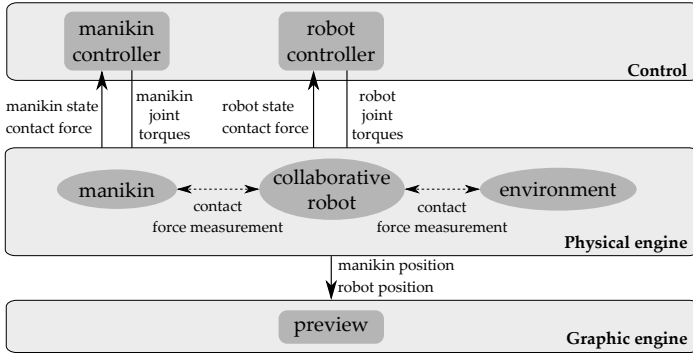 manikin
controller
robot
controller
Control
manikin state
contact force
manikin
joint
torques
robot state
contact force
robot
joint
torques
manikin
collaborative
robot
environment
contact
force measurement
contact
force measurement
Physical engine
manikin position
robot position
preview
Graphic engine